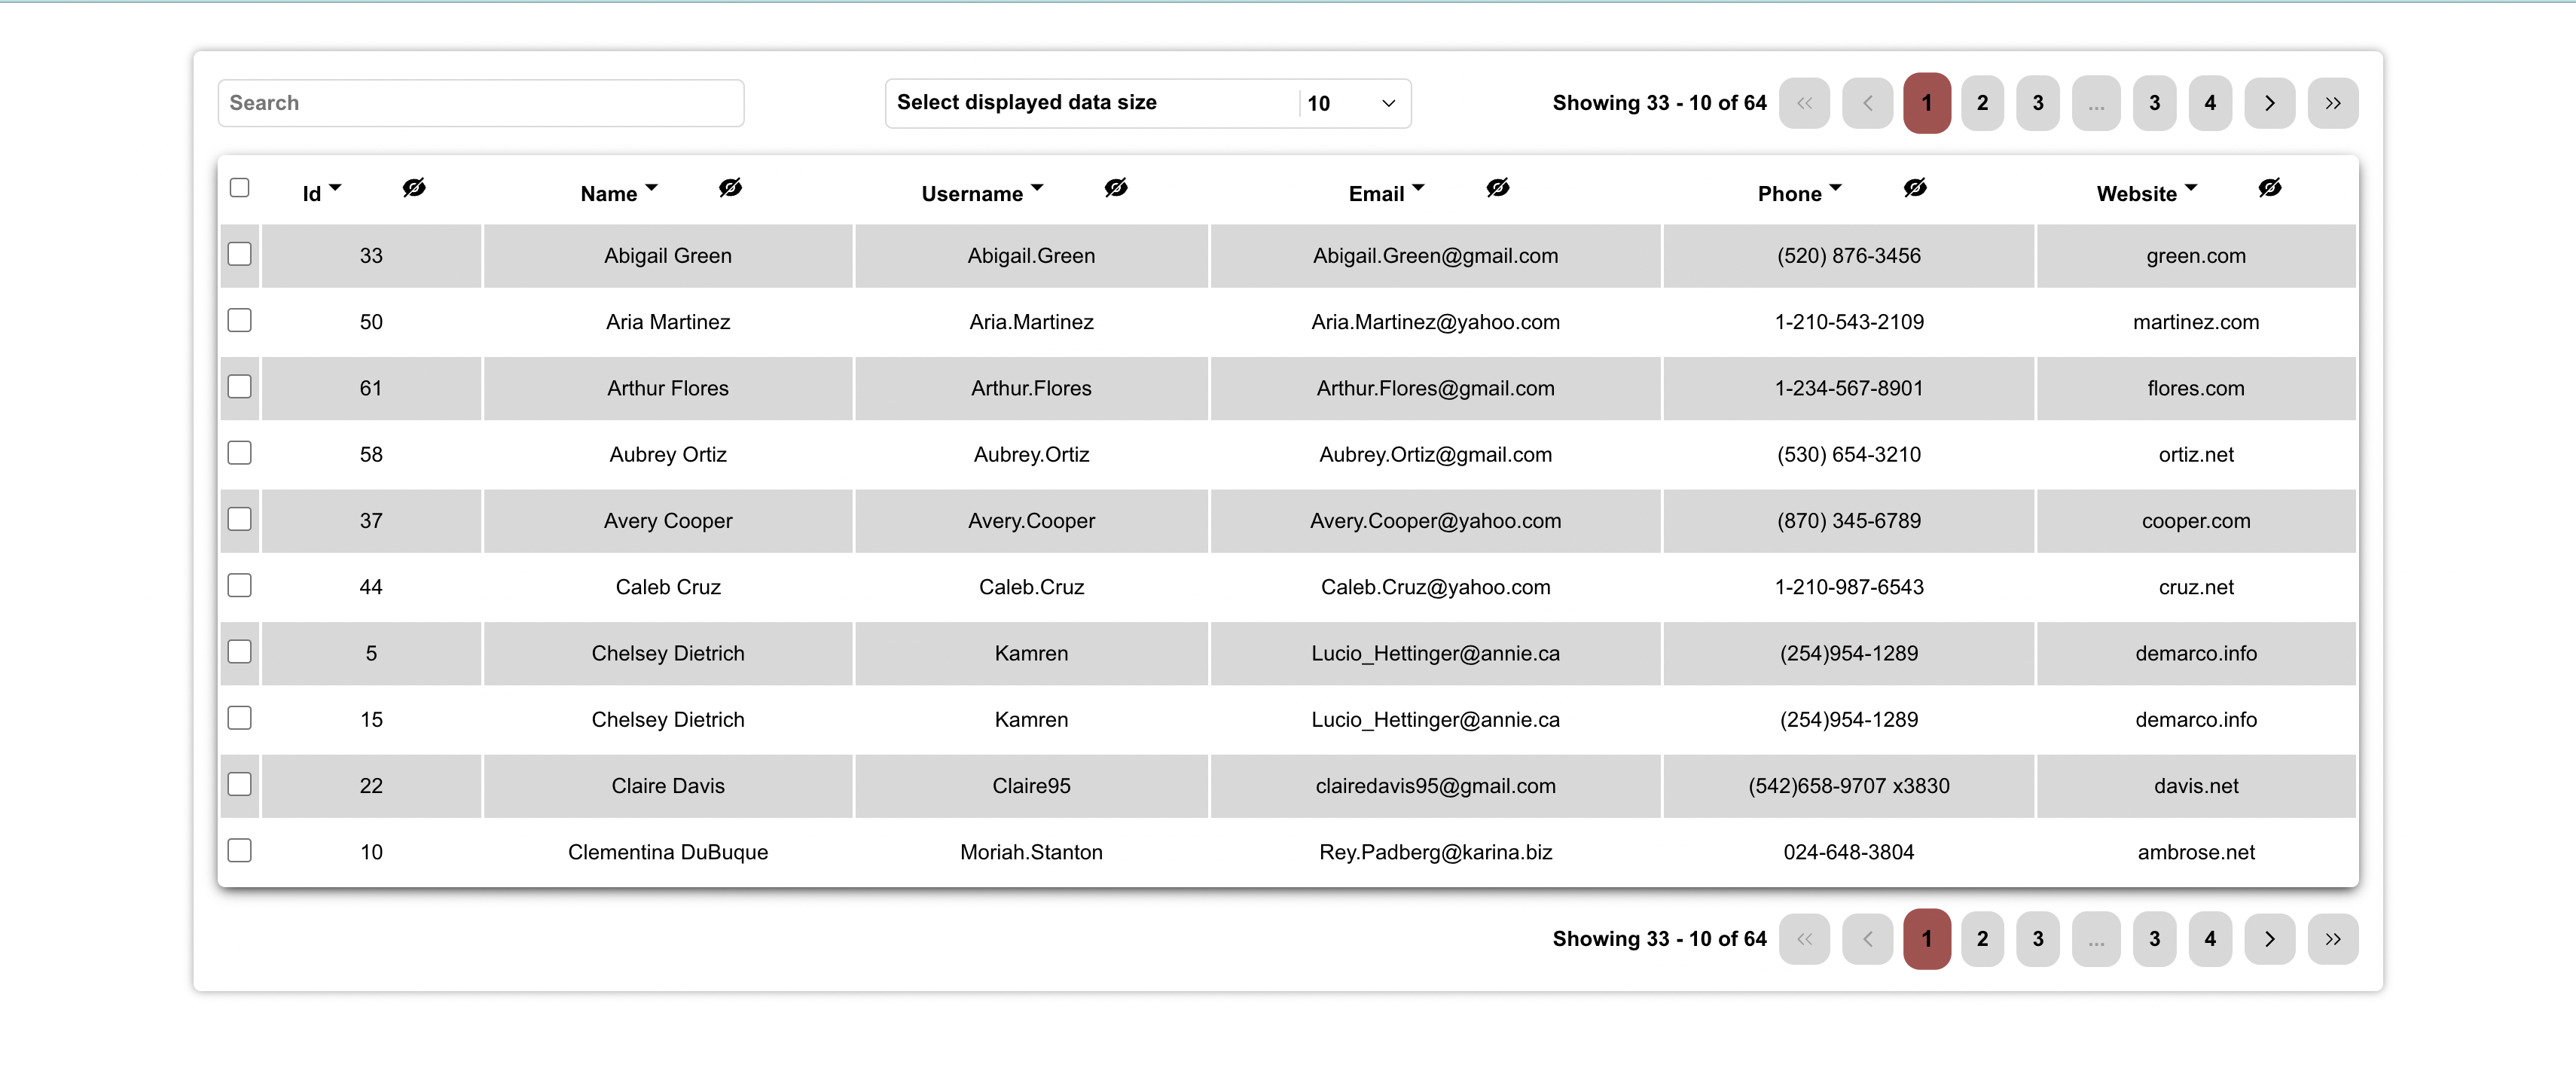 Search
Select displayed data size 10
Showing 33 - 10 of 64 << < 1 2 3 ... 3 4 > >>
Id Name Username Email Phone Website
33 Abigail Green Abigail.Green Abigail.Green@gmail.com (520) 876-3456 green.com
50 Aria Martinez Aria.Martinez Aria.Martinez@yahoo.com 1-210-543-2109 martinez.com
61 Arthur Flores Arthur.Flores Arthur.Flores@gmail.com 1-234-567-8901 flores.com
58 Aubrey Ortiz Aubrey.Ortiz Aubrey.Ortiz@gmail.com (530) 654-3210 ortiz.net
37 Avery Cooper Avery.Cooper Avery.Cooper@yahoo.com (870) 345-6789 cooper.com
44 Caleb Cruz Caleb.Cruz Caleb.Cruz@yahoo.com 1-210-987-6543 cruz.net
5 Chelsey Dietrich Kamren Lucio_Hettinger@annie.ca (254)954-1289 demarco.info
15 Chelsey Dietrich Kamren Lucio_Hettinger@annie.ca (254)954-1289 demarco.info
22 Claire Davis Claire95 clairedavis95@gmail.com (542)658-9707 x3830 davis.net
10 Clementina DuBuque Moriah.Stanton Rey.Padberg@karina.biz 024-648-3804 ambrose.net
Showing 33 - 10 of 64 << < 1 2 3 ... 3 4 > >>